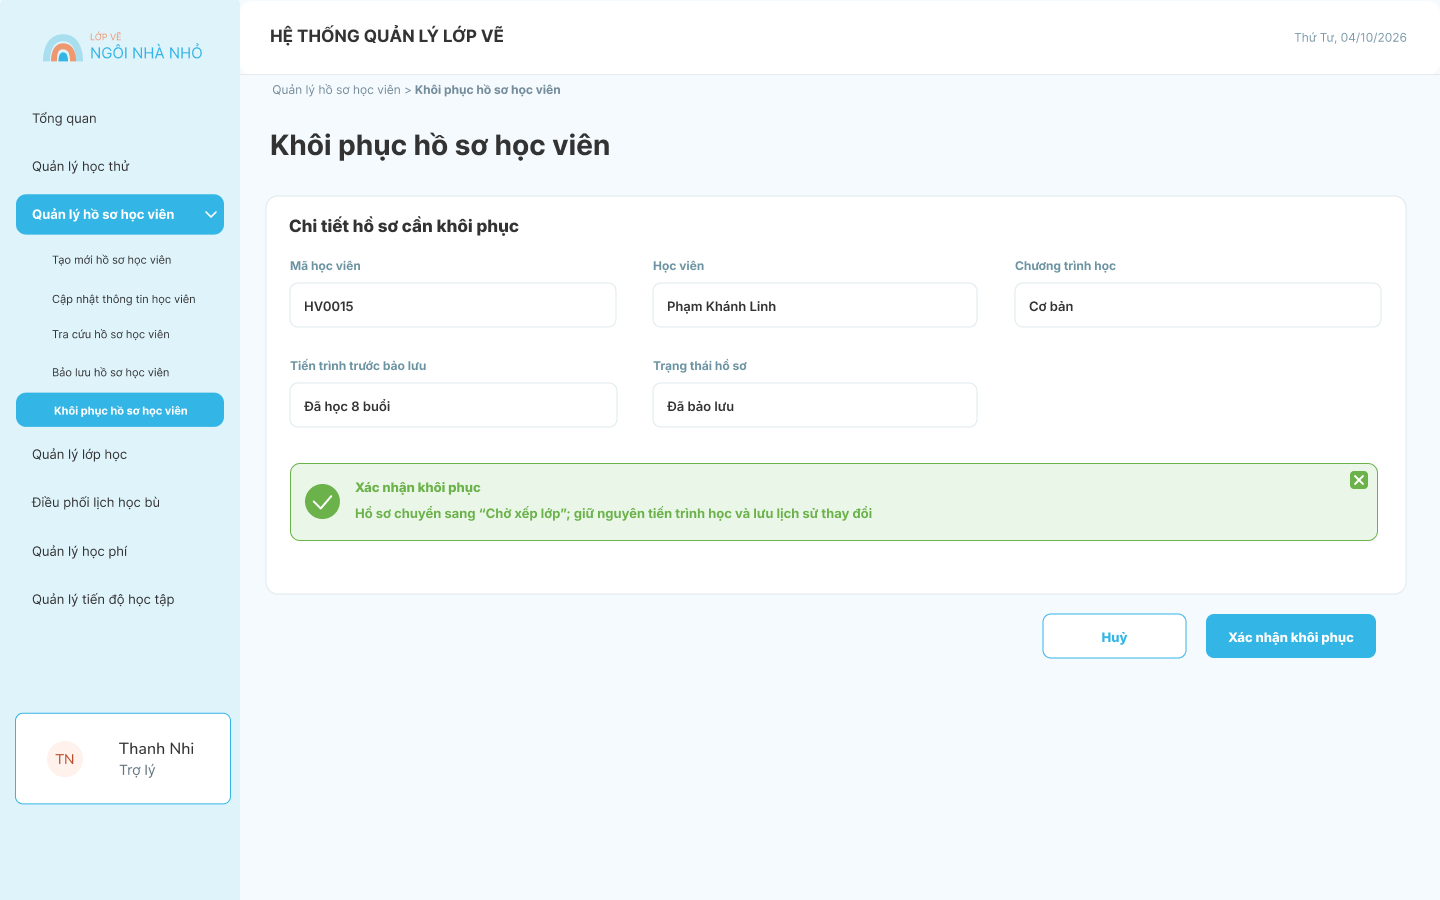 LỚP VẼ
NGÔI NHÀ NHỎ
HỆ THỐNG QUẢN LÝ LỚP VẼ
Thứ Tư, 04/10/2026
Quản lý hồ sơ học viên > Khôi phục hồ sơ học viên
Khôi phục hồ sơ học viên
Tổng quan
Quản lý học thử
Quản lý hồ sơ học viên
Tạo mới hồ sơ học viên
Cập nhật thông tin học viên
Tra cứu hồ sơ học viên
Bảo lưu hồ sơ học viên
Khôi phục hồ sơ học viên
Quản lý lớp học
Điều phối lịch học bù
Quản lý học phí
Quản lý tiến độ học tập
TN
Thanh Nhi
Trợ lý
Chi tiết hồ sơ cần khôi phục
Mã học viên
HV0015
Học viên
Phạm Khánh Linh
Chương trình học
Cơ bản
Tiến trình trước bảo lưu
Đã học 8 buổi
Trạng thái hồ sơ
Đã bảo lưu
Xác nhận khôi phục
Hồ sơ chuyển sang “Chờ xếp lớp”; giữ nguyên tiến trình học và lưu lịch sử thay đổi
Huỷ
Xác nhận khôi phục